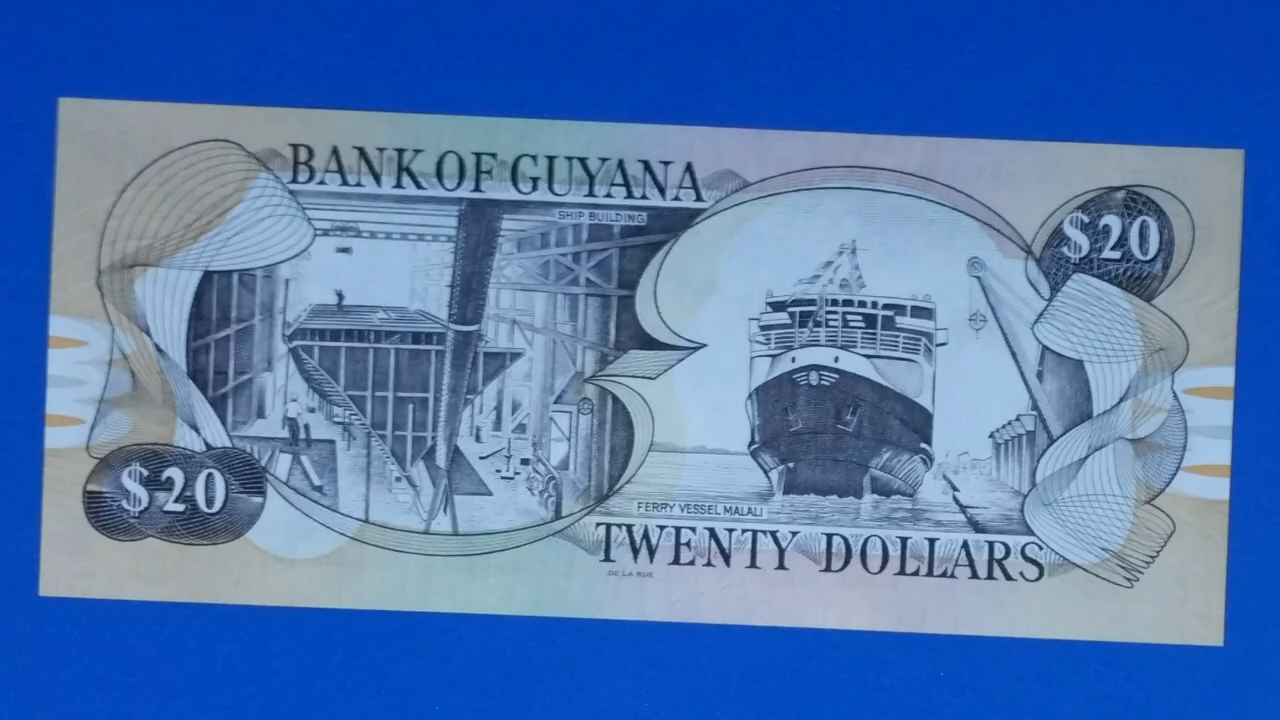 BANK OF GUYANA
SHIP BUILDING
$20
$20
FERRY VESSEL MALALI
TWENTY DOLLARS
DE LA RUE